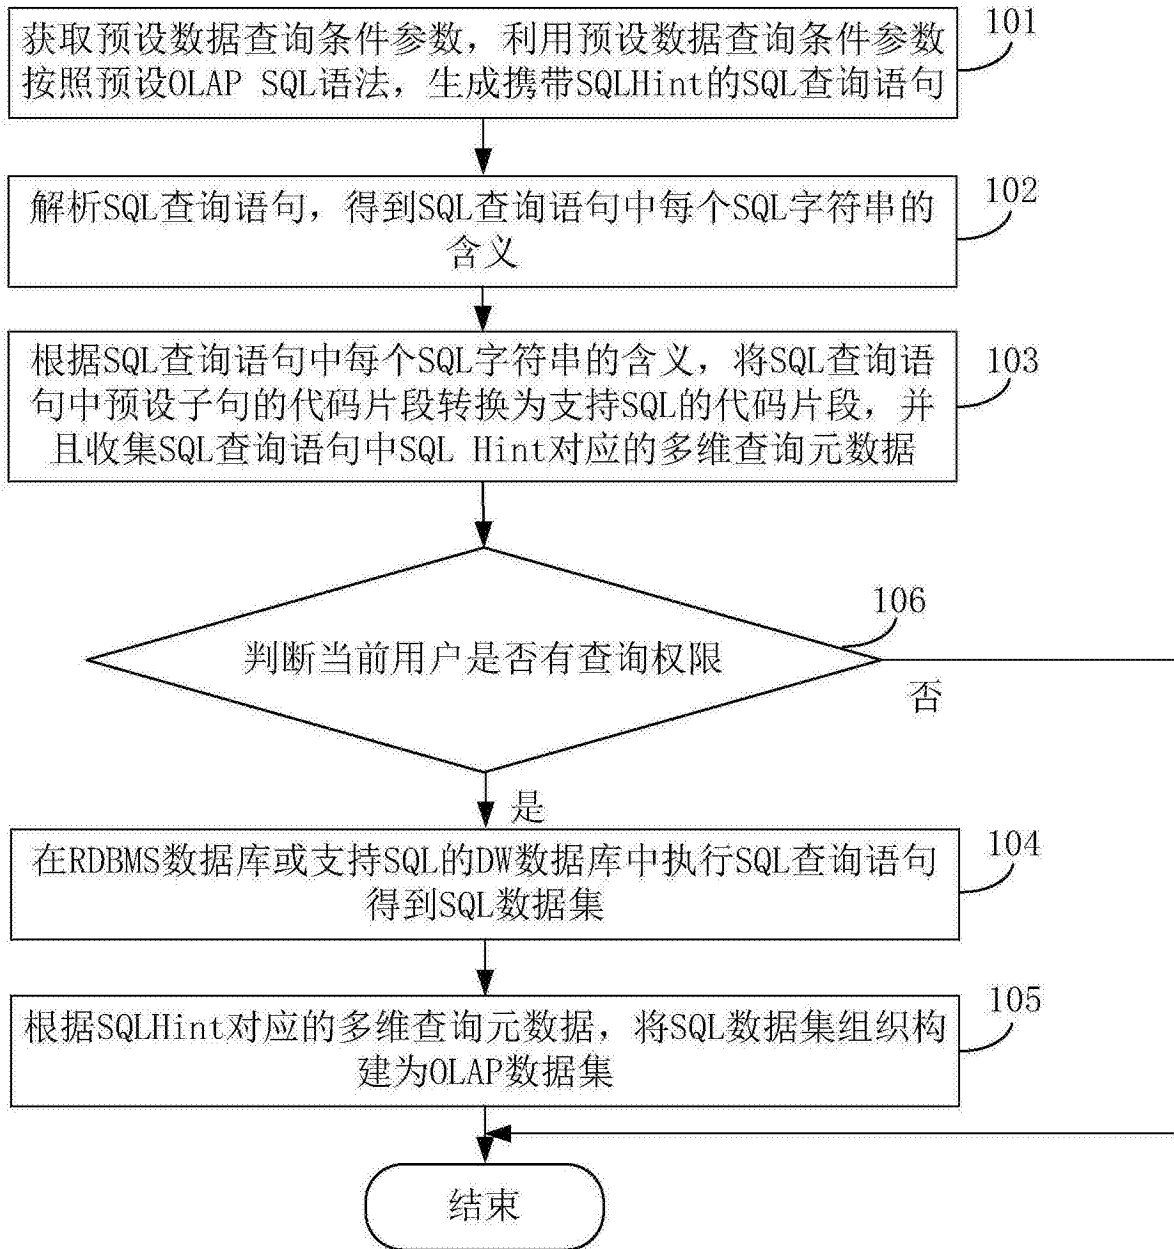 获取预设数据查询条件参数，利用预设数据查询条件参数
按照预设OLAP SQL语法，生成携带SQLHint的SQL查询语句
101
解析SQL查询语句，得到SQL查询语句中每个SQL字符串的
含义
102
根据SQL查询语句中每个SQL字符串的含义，将SQL查询语
句中预设子句的代码片段转换为支持SQL的代码片段，并
且收集SQL查询语句中SQL Hint对应的多维查询元数据
103
判断当前用户是否有查询权限
106
否
是
在RDBMS数据库或支持SQL的DW数据库中执行SQL查询语句
得到SQL数据集
104
根据SQLHint对应的多维查询元数据，将SQL数据集组织构
建为OLAP数据集
105
结束